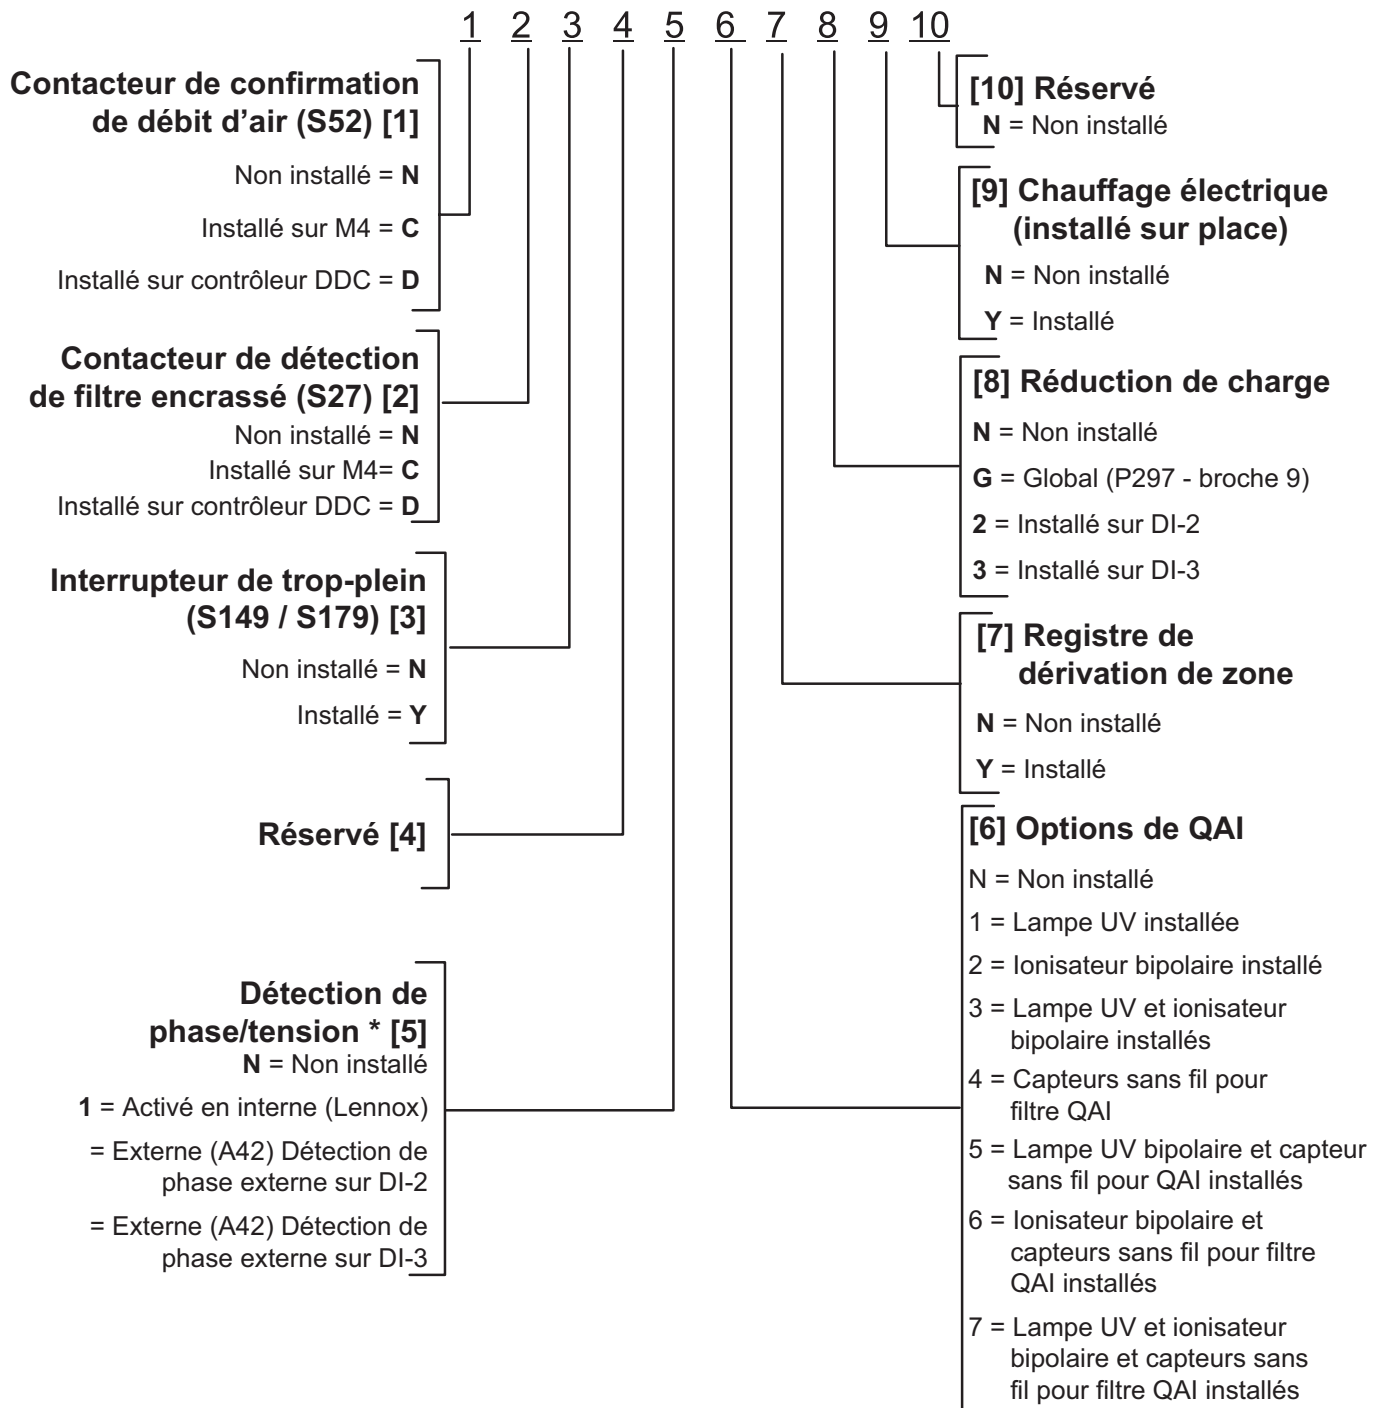 1 2 3 4 5 6 7 8 9 10
Contacteur de confirmation
de débit d'air (S52) [1]
Non installé = N
Installé sur M4 = C
Installé sur contrôleur DDC = D
Contacteur de détection
de filtre encrassé (S27) [2]
Non installé = N
Installé sur M4= C
Installé sur contrôleur DDC = D
Interrupteur de trop-plein
(S149 / S179) [3]
Non installé = N
Installé = Y
Réservé [4]
Détection de
phase/tension * [5]
N = Non installé
1 = Activé en interne (Lennox)
= Externe (A42) Détection de
phase externe sur DI-2
= Externe (A42) Détection de
phase externe sur DI-3
[10] Réservé
N = Non installé
[9] Chauffage électrique
(installé sur place)
N = Non installé
Y = Installé
[8] Réduction de charge
N = Non installé
G = Global (P297 - broche 9)
2 = Installé sur DI-2
3 = Installé sur DI-3
[7] Registre de
dérivation de zone
N = Non installé
Y = Installé
[6] Options de QAI
N = Non installé
1 = Lampe UV installée
2 = Ionisateur bipolaire installé
3 = Lampe UV et ionisateur
bipolaire installés
4 = Capteurs sans fil pour
filtre QAI
5 = Lampe UV bipolaire et capteur
sans fil pour QAI installés
6 = Ionisateur bipolaire et
capteurs sans fil pour filtre
QAI installés
7 = Lampe UV et ionisateur
bipolaire et capteurs sans
fil pour filtre QAI installés